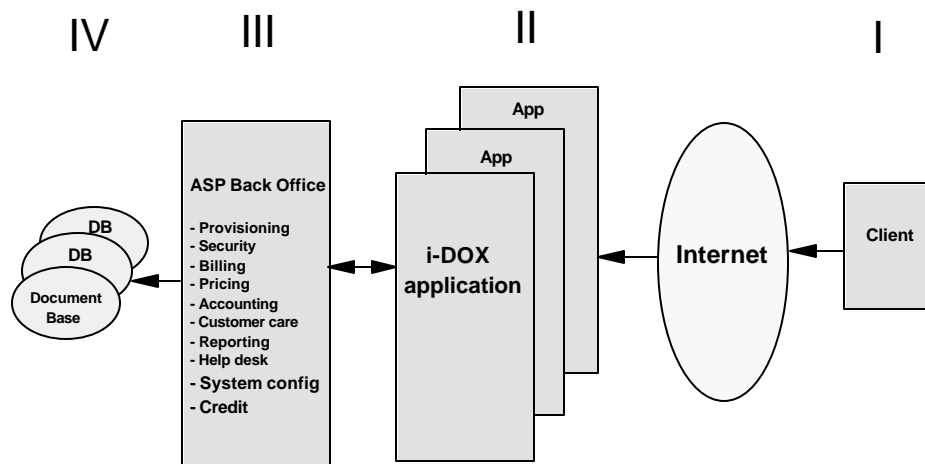 IV
III
II
I
App
App
i-DOX
application
ASP Back Office
- Provisioning
- Security
- Billing
- Pricing
- Accounting
- Customer care
- Reporting
- Help desk
- System config
- Credit
DB
DB
Document
Base
Internet
Client